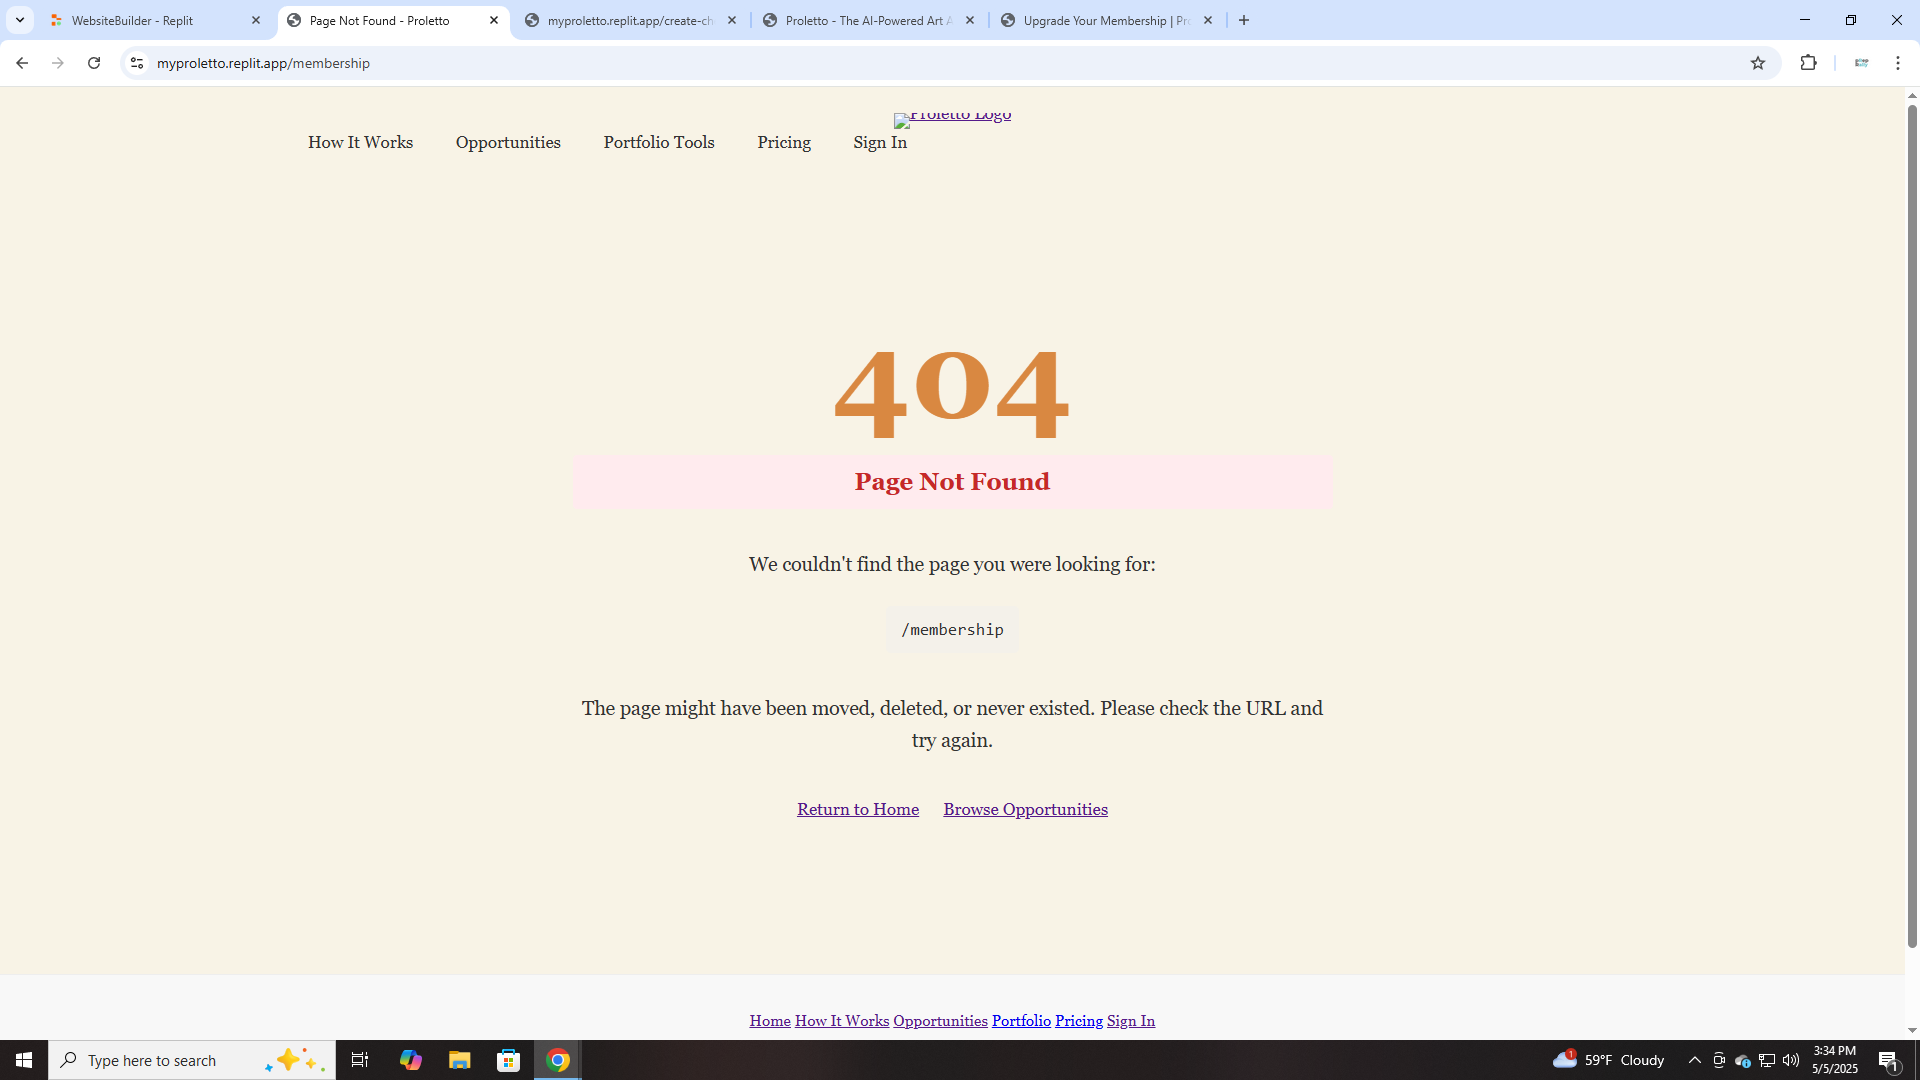 WebsiteBuilder - Replit
Page Not Found - Proletto
myproletto.replit.app/create-ch
Proletto - The AI-Powered Art A
Upgrade Your Membership | Pro
myproletto.replit.app/membership
Proletto Logo
How It Works
Opportunities
Portfolio Tools
Pricing
Sign In
404
Page Not Found
We couldn't find the page you were looking for:
/membership
The page might have been moved, deleted, or never existed. Please check the URL and
try again.
Return to Home
Browse Opportunities
Home How It Works Opportunities Portfolio Pricing Sign In
Type here to search
1
59°F Cloudy
3:34 PM
5/5/2025
1